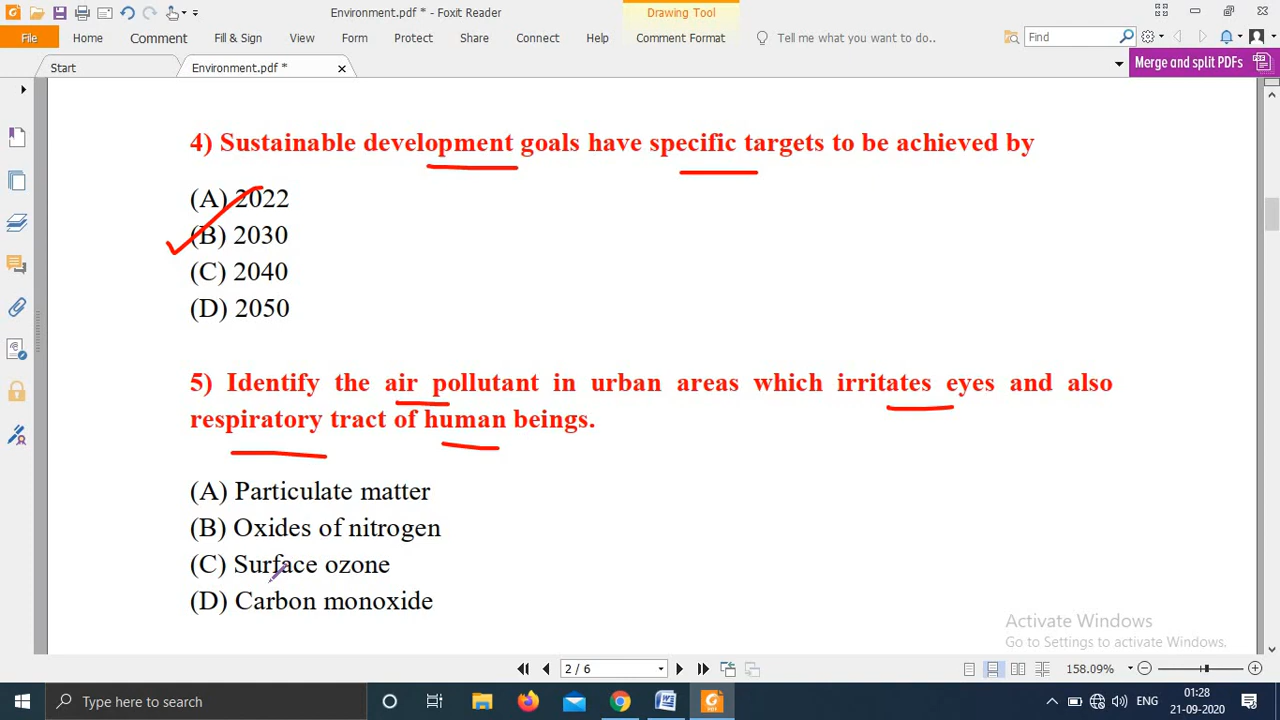 Environment.pdf * - Foxit Reader
Drawing Tool
File
Home
Comment
Fill & Sign
View
Form
Protect
Share
Connect
Help
Comment Format
Tell me what you want to do..
Find
Start
Environment.pdf *
Merge and split PDFs
4) Sustainable development goals have specific targets to be achieved by
(A) 2022
(B) 2030
(C) 2040
(D) 2050
5) Identify the air pollutant in urban areas which irritates eyes and also
respiratory tract of human beings.
(A) Particulate matter
(B) Oxides of nitrogen
(C) Surface ozone
(D) Carbon monoxide
Activate Windows
Go to Settings to activate Windows.
2 / 6
158.09%
Type here to search
ENG
01:28
21-09-2020